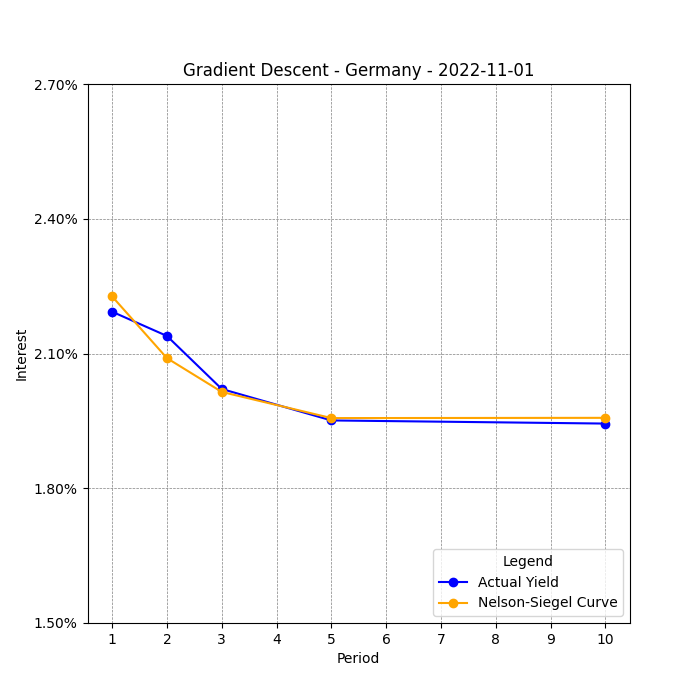 Gradient Descent - Germany - 2022-11-01
2.70%
2.40%
2.10%
1.80%
1.50%
Interest
1 2 3 4 5 6 7 8 9 10
Period
Legend
Actual Yield
Nelson-Siegel Curve